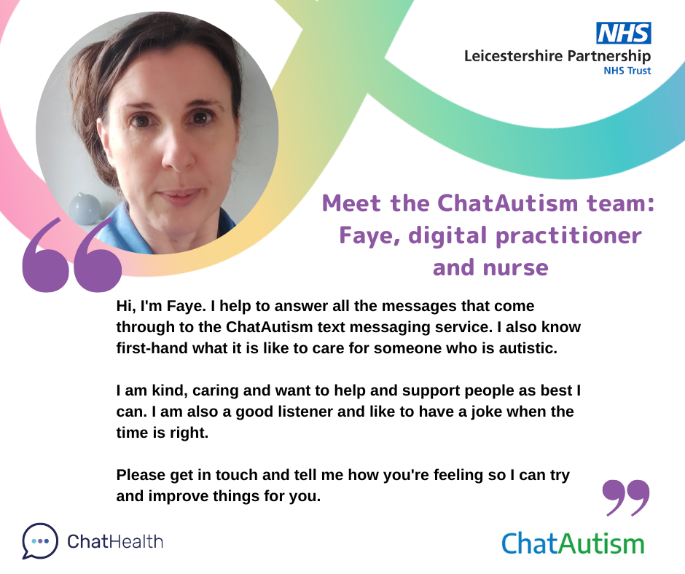 NHS
Leicestershire Partnership
NHS Trust
Meet the ChatAutism team:
Faye, digital practitioner
and nurse
Hi, I'm Faye. I help to answer all the messages that come
through to the ChatAutism text messaging service. I also know
first-hand what it is like to care for someone who is autistic.
I am kind, caring and want to help and support people as best I
can. I am also a good listener and like to have a joke when the
time is right.
Please get in touch and tell me how you're feeling so I can try
and improve things for you.
ChatHealth
ChatAutism